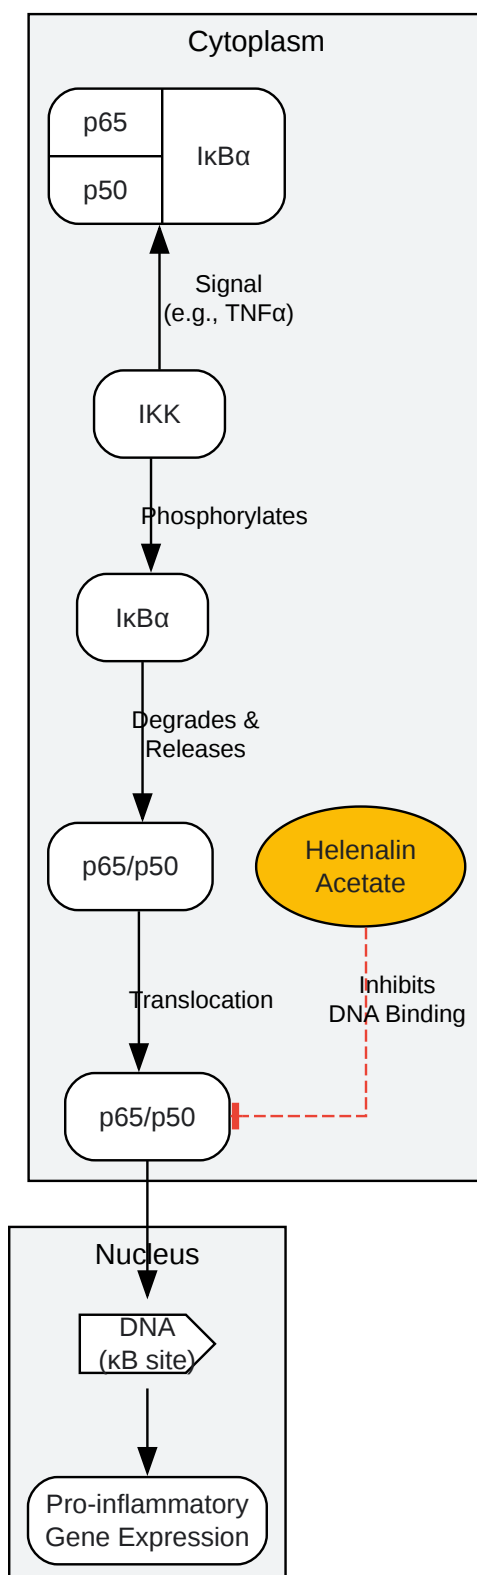 Cytoplasm
p65
IκBα
p50
Signal
(e.g., TNFα)
IKK
Phosphorylates
IκBα
Degrades &
Releases
p65/p50
Helenalin
Acetate
Translocation
Inhibits
DNA Binding
p65/p50
Nucleus
DNA
(κB site)
Pro-inflammatory
Gene Expression